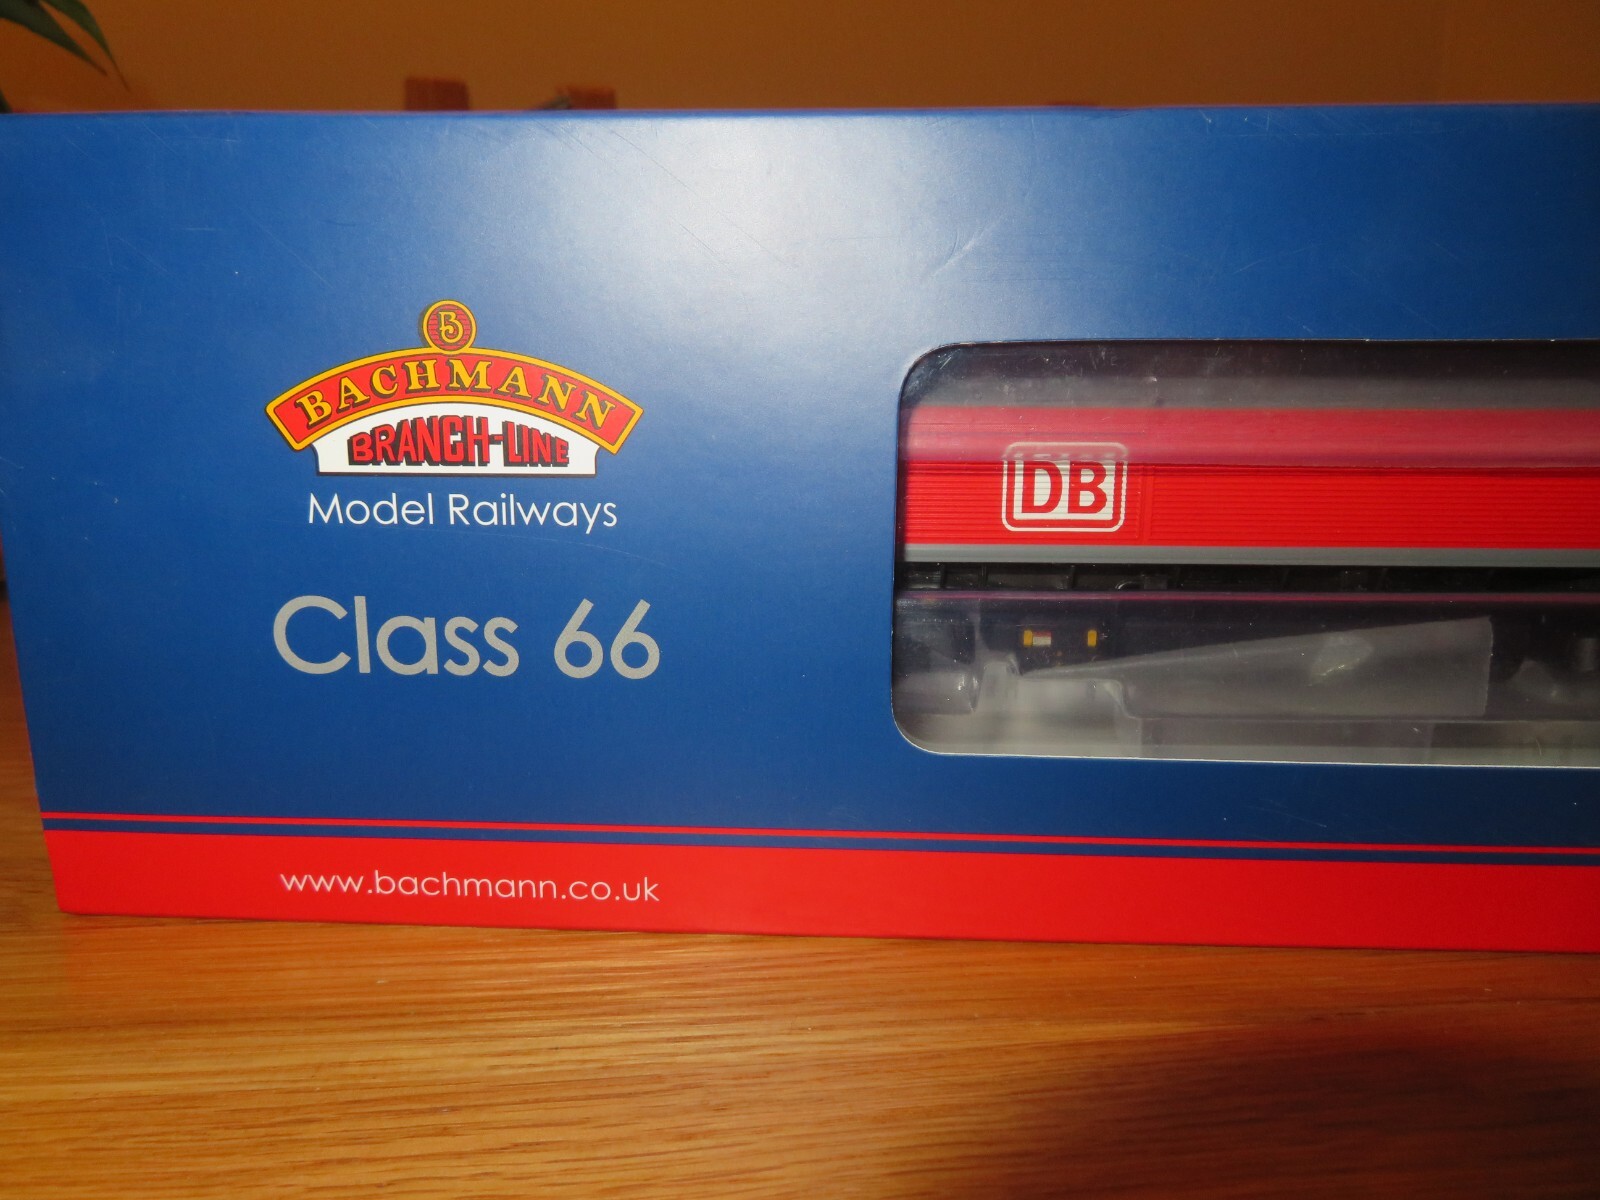 B
BACHMANN
BRANCH-LINE
Model Railways
Class 66
DB
www.bachmann.co.uk